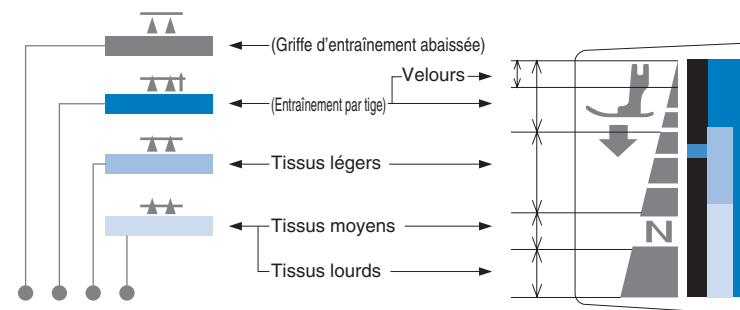 (Griffe d'entraînement abaissée)
Velours
(Entraînement par tige)
Tissus légers
Tissus moyens
N
Tissus lourds